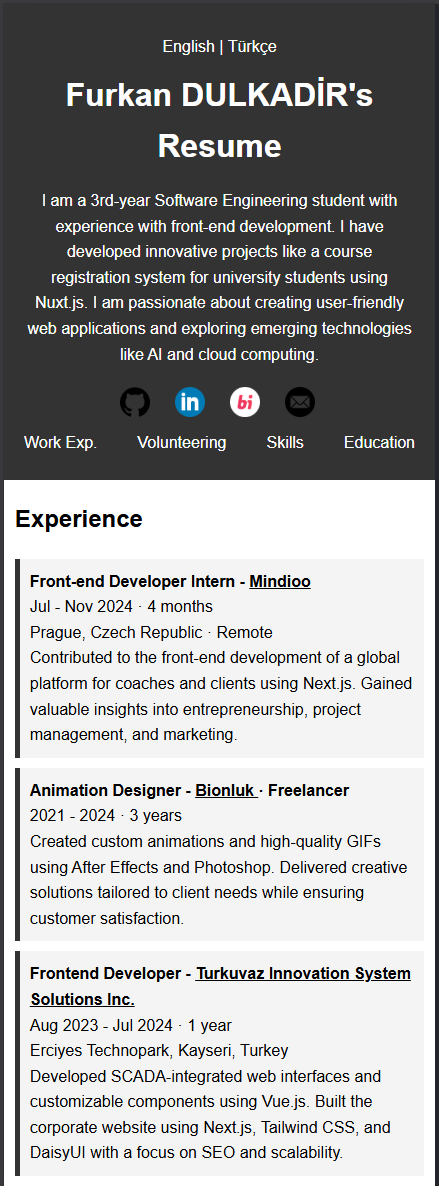 English | Türkçe
Furkan DULKADİR's
Resume
I am a 3rd-year Software Engineering student with
experience with front-end development. I have
developed innovative projects like a course
registration system for university students using
Nuxt.js. I am passionate about creating user-friendly
web applications and exploring emerging technologies
like AI and cloud computing.
in bi
Work Exp. Volunteering Skills Education
Experience
Front-end Developer Intern - Mindioo
Jul - Nov 2024 · 4 months
Prague, Czech Republic · Remote
Contributed to the front-end development of a global
platform for coaches and clients using Next.js. Gained
valuable insights into entrepreneurship, project
management, and marketing.
Animation Designer - Bionluk · Freelancer
2021 - 2024 · 3 years
Created custom animations and high-quality GIFs
using After Effects and Photoshop. Delivered creative
solutions tailored to client needs while ensuring
customer satisfaction.
Frontend Developer - Turkuvaz Innovation System
Solutions Inc.
Aug 2023 - Jul 2024 · 1 year
Erciyes Technopark, Kayseri, Turkey
Developed SCADA-integrated web interfaces and
customizable components using Vue.js. Built the
corporate website using Next.js, Tailwind CSS, and
DaisyUI with a focus on SEO and scalability.